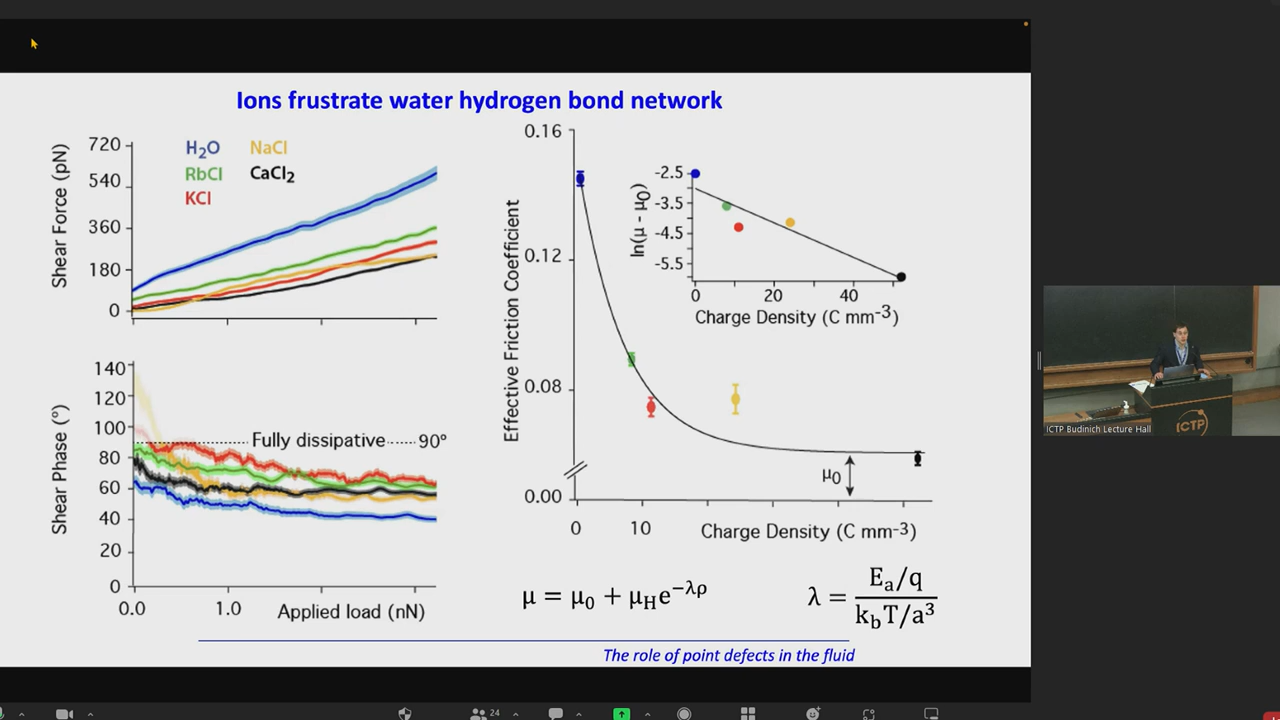 Ions frustrate water hydrogen bond network
H₂O NaCl
RbCl CaCl₂
KCl
Shear Force (pN)
720
540
360
180
0
Shear Phase (°)
140
120
100
80
60
40
20
0
Fully dissipative 90°
0.0 1.0 Applied load (nN)
Effective Friction Coefficient
0.16
0.12
0.08
0.00
0 10 Charge Density (C mm⁻³)
μ₀
ln(μ - μ₀)
-2.5
-3.5
-4.5
-5.5
0 20 40
Charge Density (C mm⁻³)
μ = μ₀ + μ_H e^(−λρ)
λ = (E_a/q)/(k_b T/a³)
The role of point defects in the fluid
ICTP
ICTP Budinich Lecture Hall
24